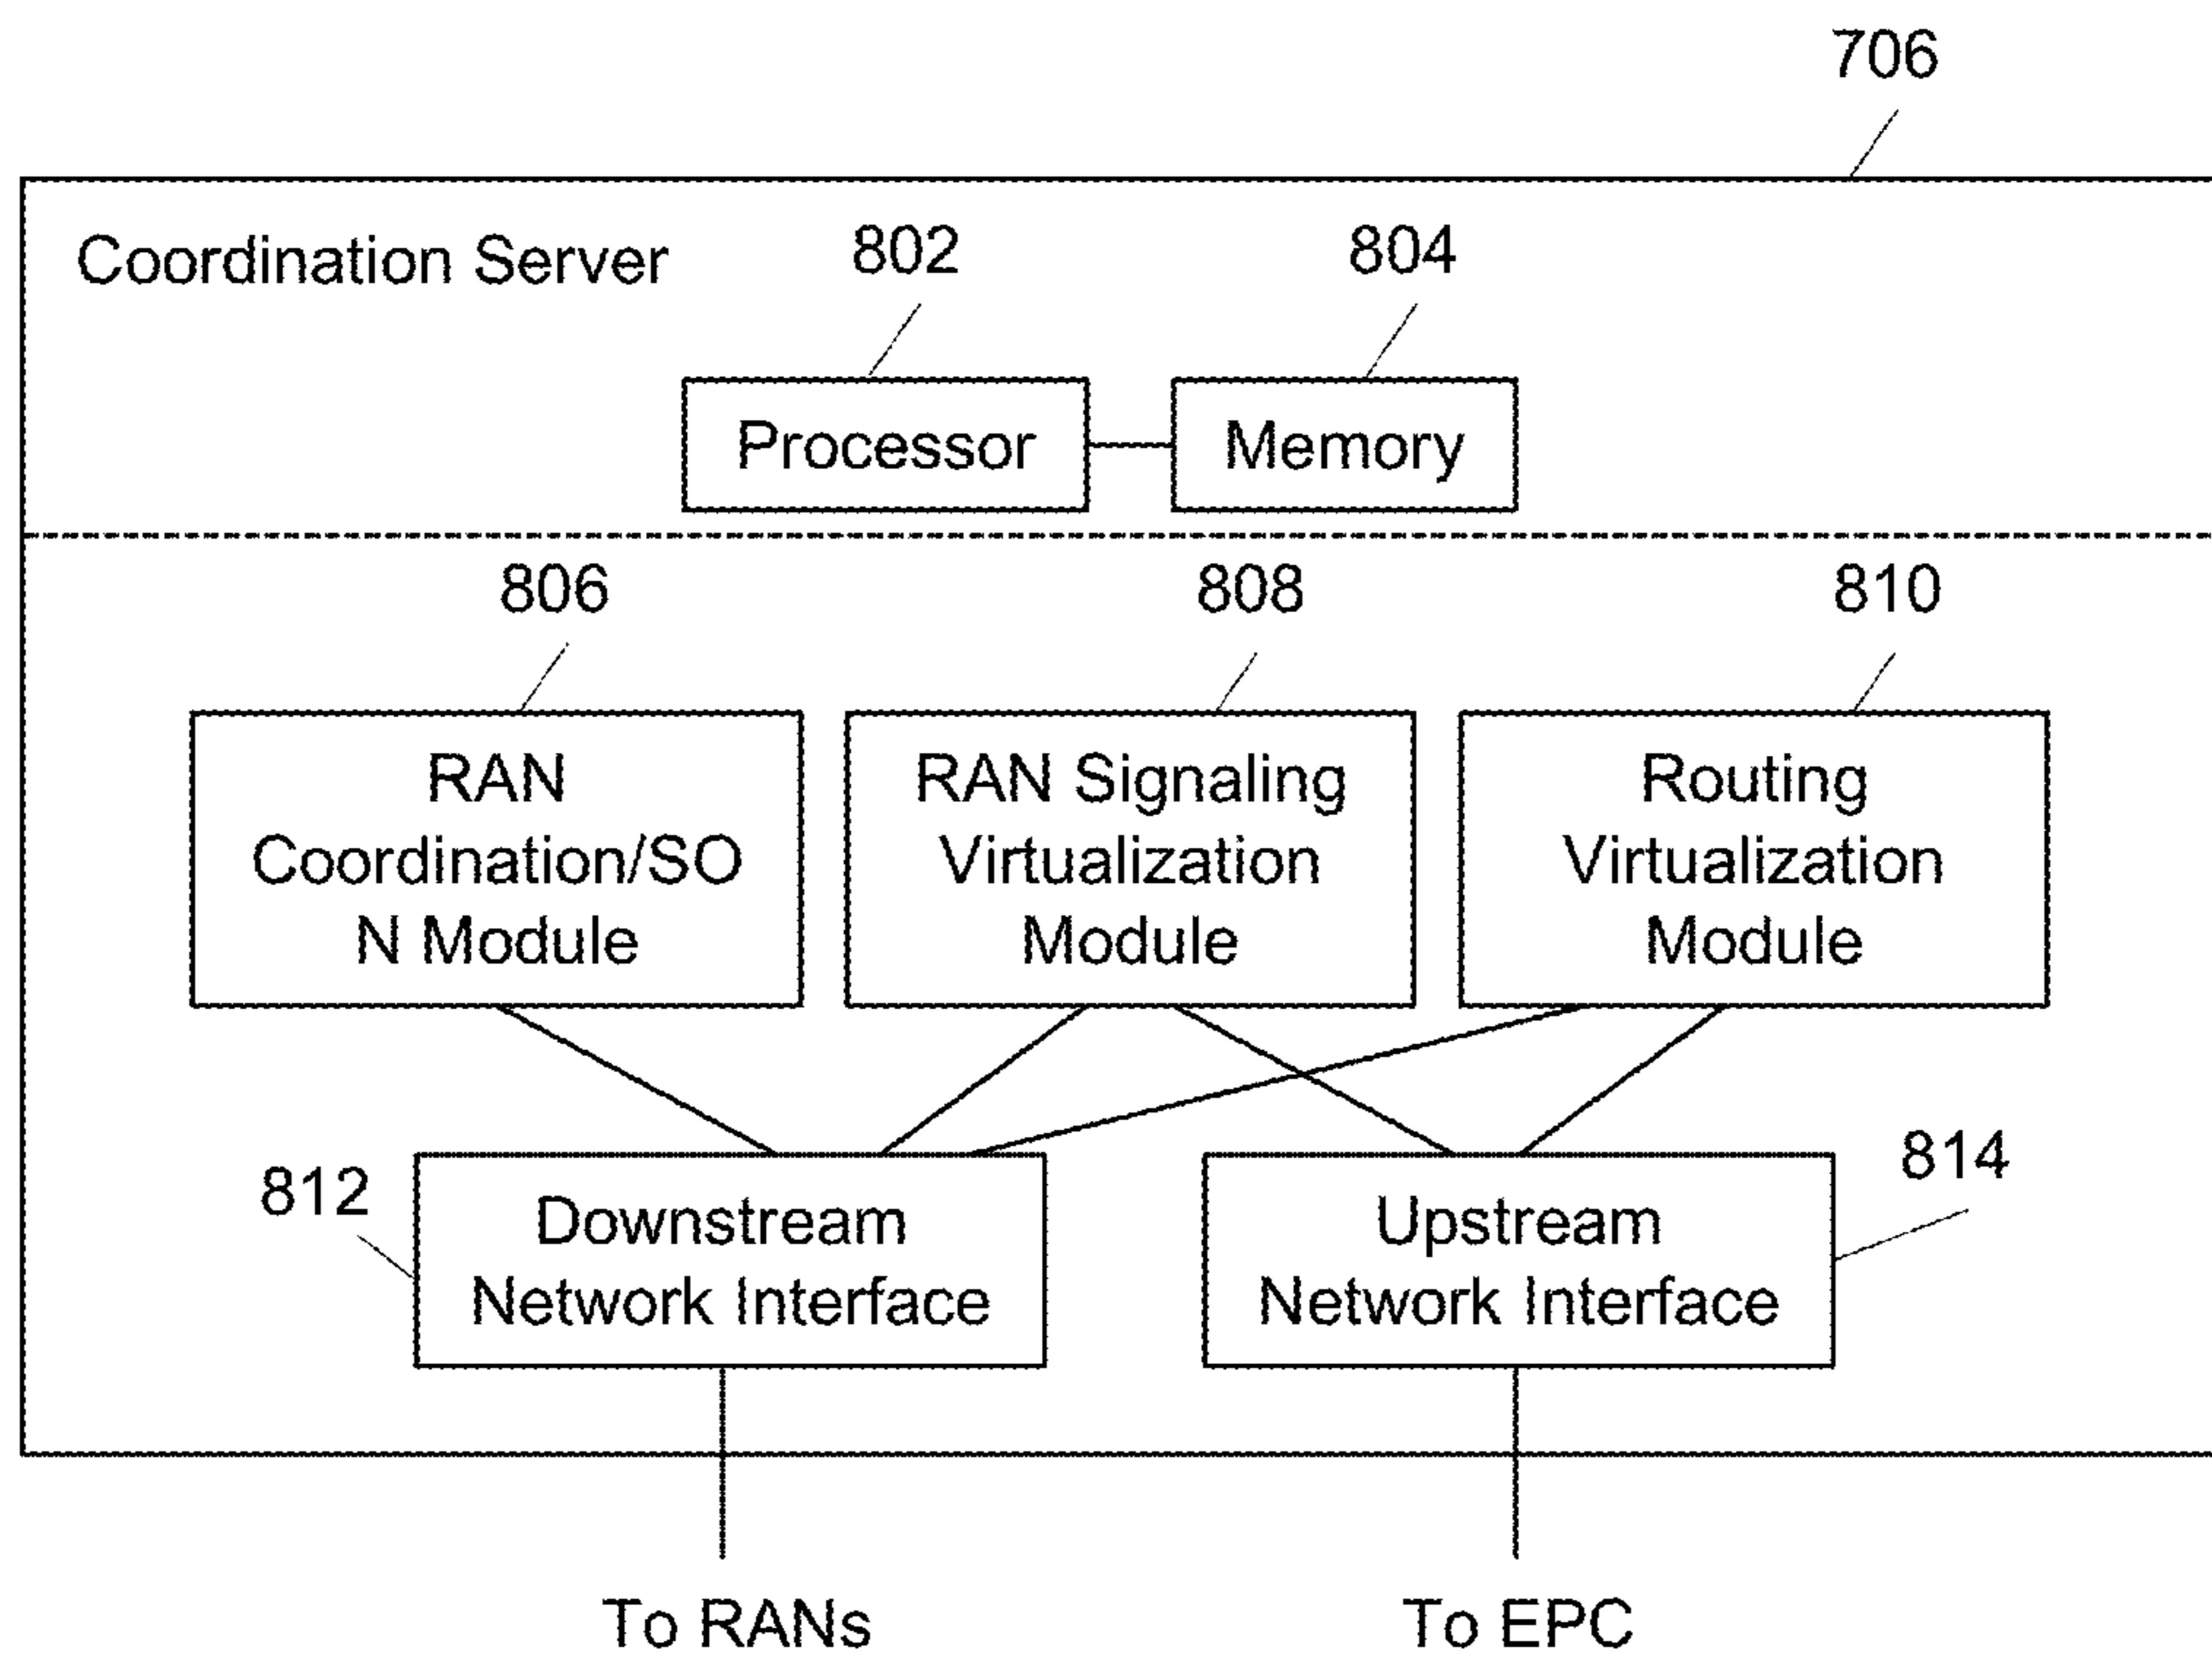 706
Coordination Server
802
804
Processor
Memory
806
808
810
RAN
Coordination/SO
N Module
RAN Signaling
Virtualization
Module
Routing
Virtualization
Module
812
Downstream
Network Interface
Upstream
Network Interface
814
To RANs
To EPC